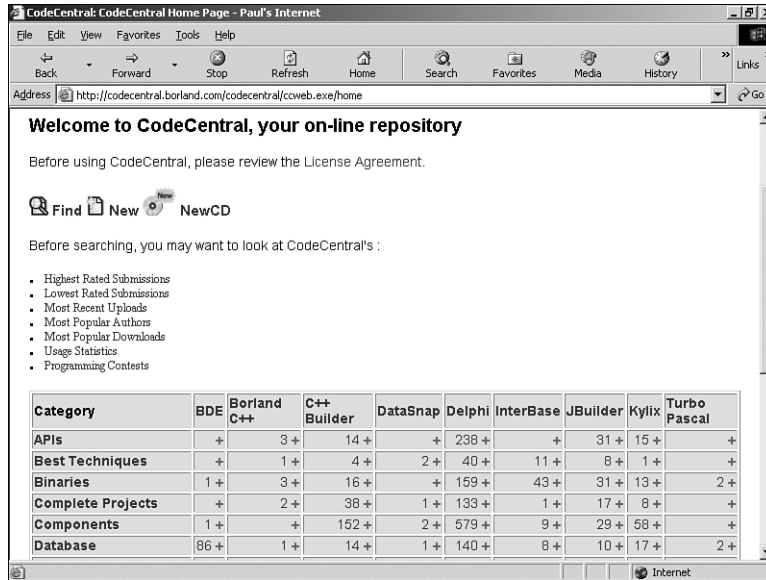 CodeCentral: CodeCentral Home Page - Paul's Internet
File Edit View Favorites Tools Help
Back Forward Stop Refresh Home Search Favorites Media History » Links
Address http://codecentral.borland.com/codecentral/ccweb.exe/home Go
Welcome to CodeCentral, your on-line repository
Before using CodeCentral, please review the License Agreement.
Find New New NewCD
Before searching, you may want to look at CodeCentral's :
Highest Rated Submissions
Lowest Rated Submissions
Most Recent Uploads
Most Popular Authors
Most Popular Downloads
Usage Statistics
Programming Contests
Category BDE Borland C++ C++ Builder DataSnap Delphi InterBase JBuilder Kylix Turbo Pascal
APIs + 3 + 14 + + 238 + + 31 + 15 + +
Best Techniques + 1 + 4 + 2 + 40 + 11 + 8 + 1 + +
Binaries 1 + 3 + 16 + + 159 + 43 + 31 + 13 + 2 +
Complete Projects + 2 + 38 + 1 + 133 + 1 + 17 + 8 + +
Components 1 + + 152 + 2 + 579 + 9 + 29 + 58 + +
Database 86 + 1 + 14 + 1 + 140 + 8 + 10 + 17 + 2 +
Internet